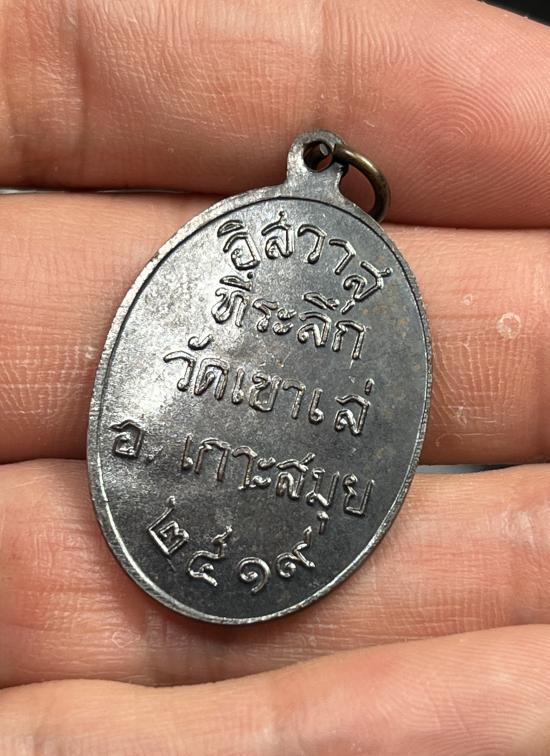 อิสวาสุ
ที่ระลึก
วัดเขาเล่
อ. เกาะสมุย
๒๕๑๙